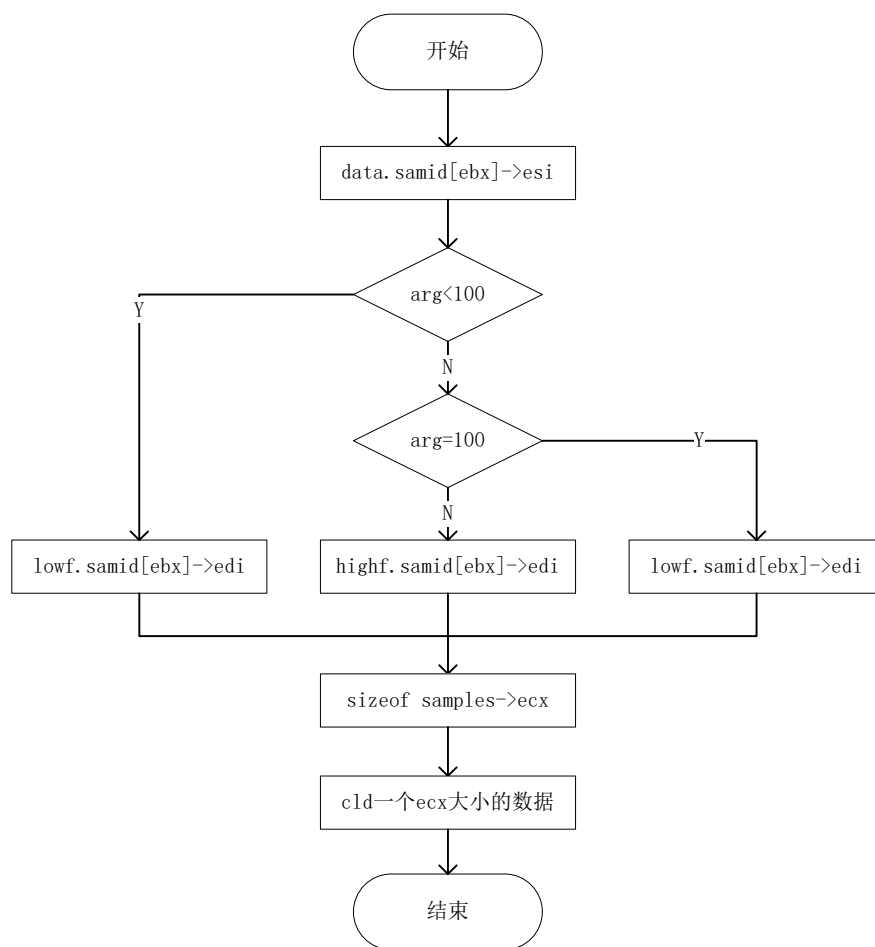 开始
data.samid[ebx]->esi
arg<100
Y
N
arg=100
Y
N
lowf.samid[ebx]->edi
highf.samid[ebx]->edi
lowf.samid[ebx]->edi
sizeof samples->ecx
cld一个ecx大小的数据
结束